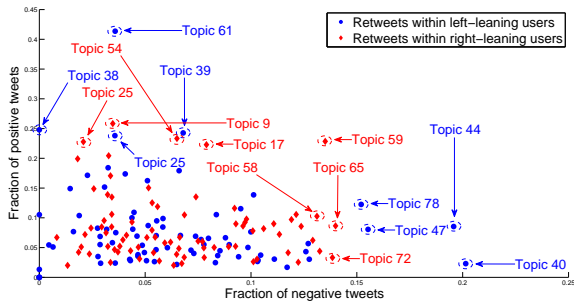 0.45
0.4
0.35
0.3
0.25
0.2
0.15
0.1
0.05
0
0
0.05
0.1
0.15
0.2
0.25
Fraction of positive tweets
Fraction of negative tweets
Retweets within left−leaning users
Retweets within right−leaning users
Topic 61
Topic 54
Topic 38
Topic 39
Topic 25
Topic 9
Topic 17
Topic 25
Topic 59
Topic 44
Topic 58
Topic 65
Topic 78
Topic 47
Topic 72
Topic 40